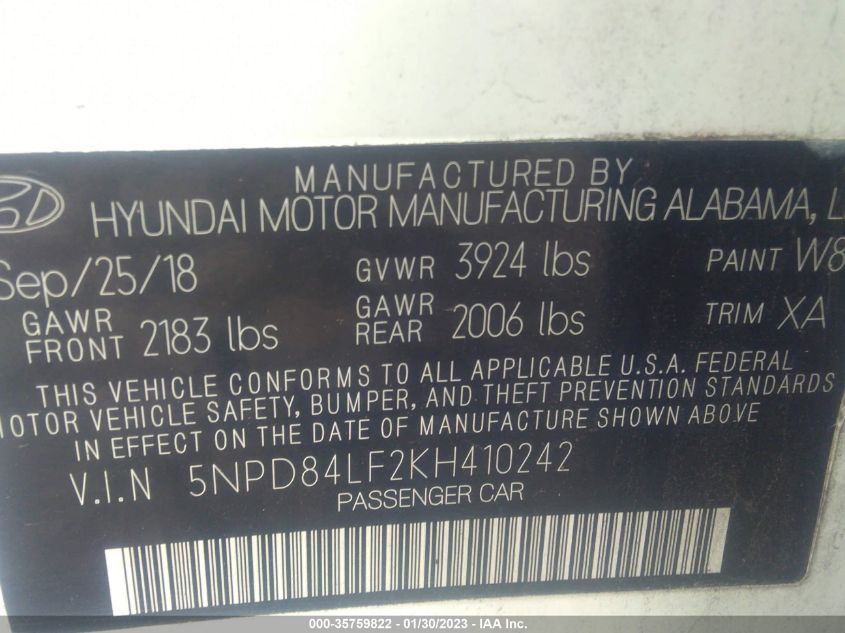 MANUFACTURED BY
HYUNDAI MOTOR MANUFACTURING ALABAMA,
Sep/25/18 GVWR 3924 lbs PAINT W8
GAWR FRONT 2183 lbs GAWR REAR 2006 lbs TRIM XA
THIS VEHICLE CONFORMS TO ALL APPLICABLE U.S.A. FEDERAL
MOTOR VEHICLE SAFETY, BUMPER, AND THEFT PREVENTION STANDARDS
IN EFFECT ON THE DATE OF MANUFACTURE SHOWN ABOVE
V.I.N 5NPD84LF2KH410242
PASSENGER CAR
000-35759822 - 01/30/2023 - IAA Inc.